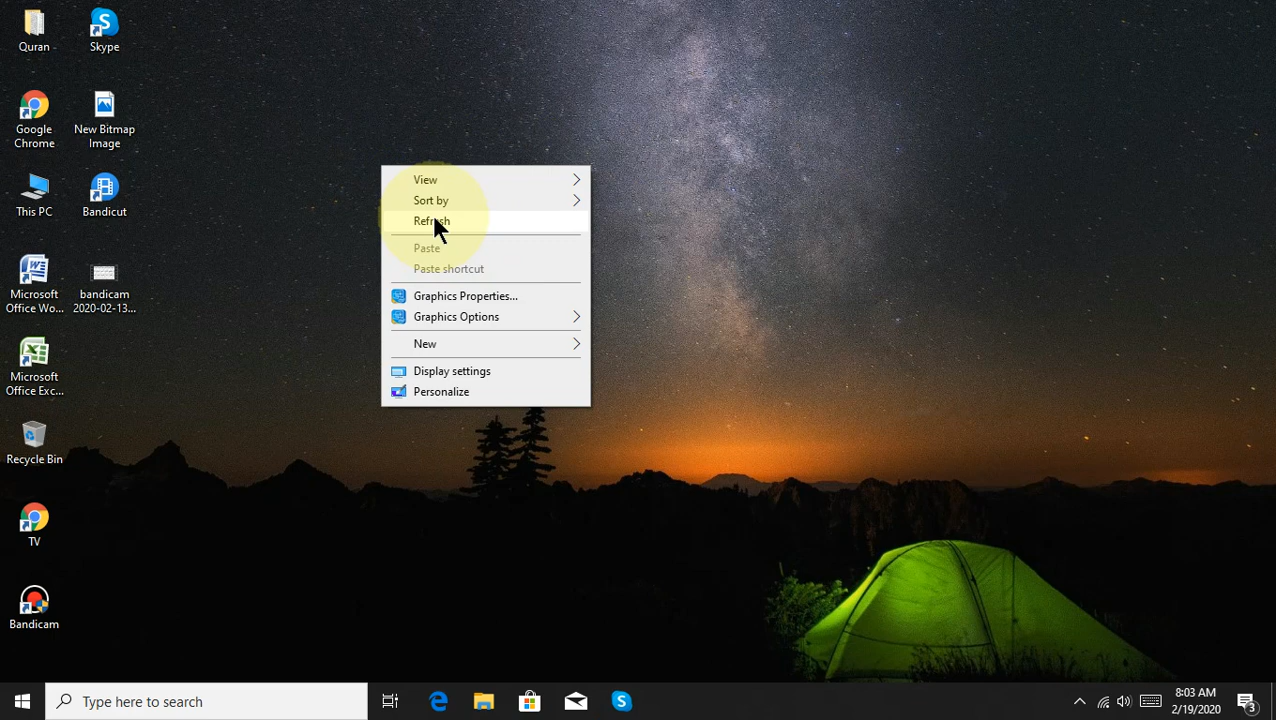 Quran
Skype
Google
Chrome
New Bitmap
Image
This PC
Bandicut
Microsoft
Office Wo...
bandicam
2020-02-13...
Microsoft
Office Exc...
Recycle Bin
TV
Bandicam
View
Sort by
Refresh
Paste
Paste shortcut
Graphics Properties...
Graphics Options
New
Display settings
Personalize
Type here to search
8:03 AM
2/19/2020
3